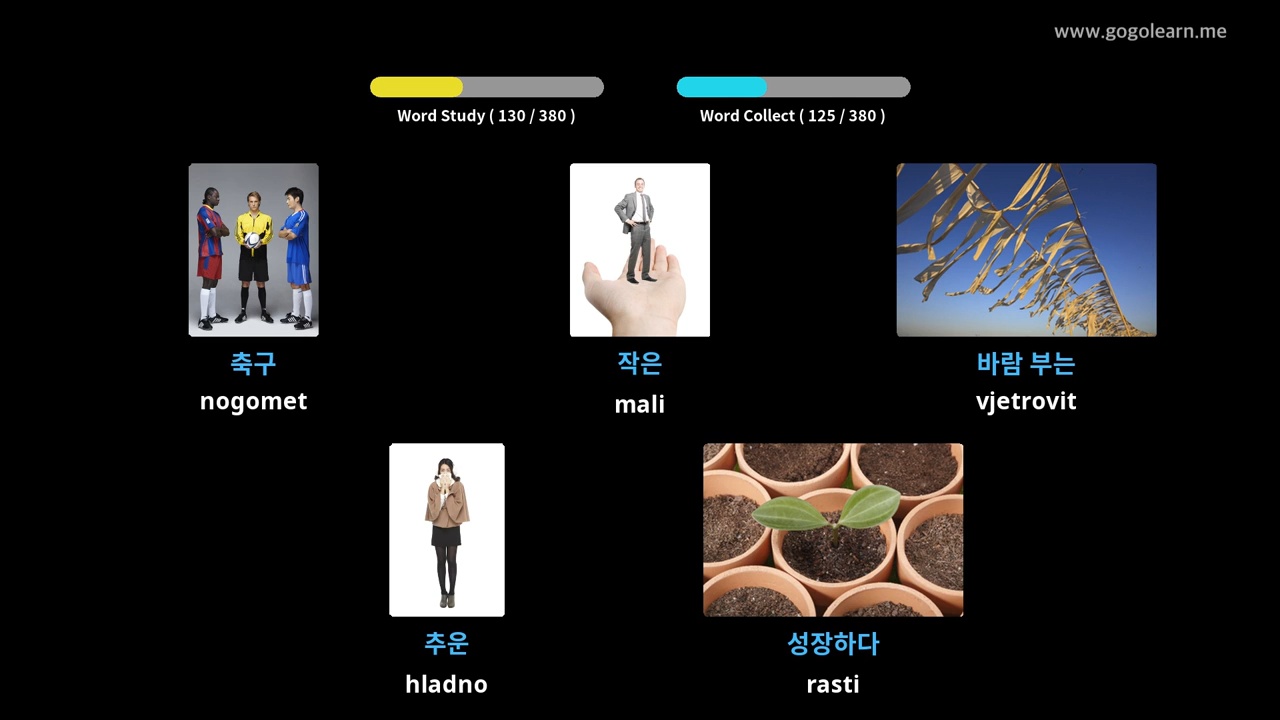 www.gogolearn.me
Word Study ( 130 / 380 )
Word Collect ( 125 / 380 )
축구
nogomet
작은
mali
바람 부는
vjetrovit
추운
hladno
성장하다
rasti